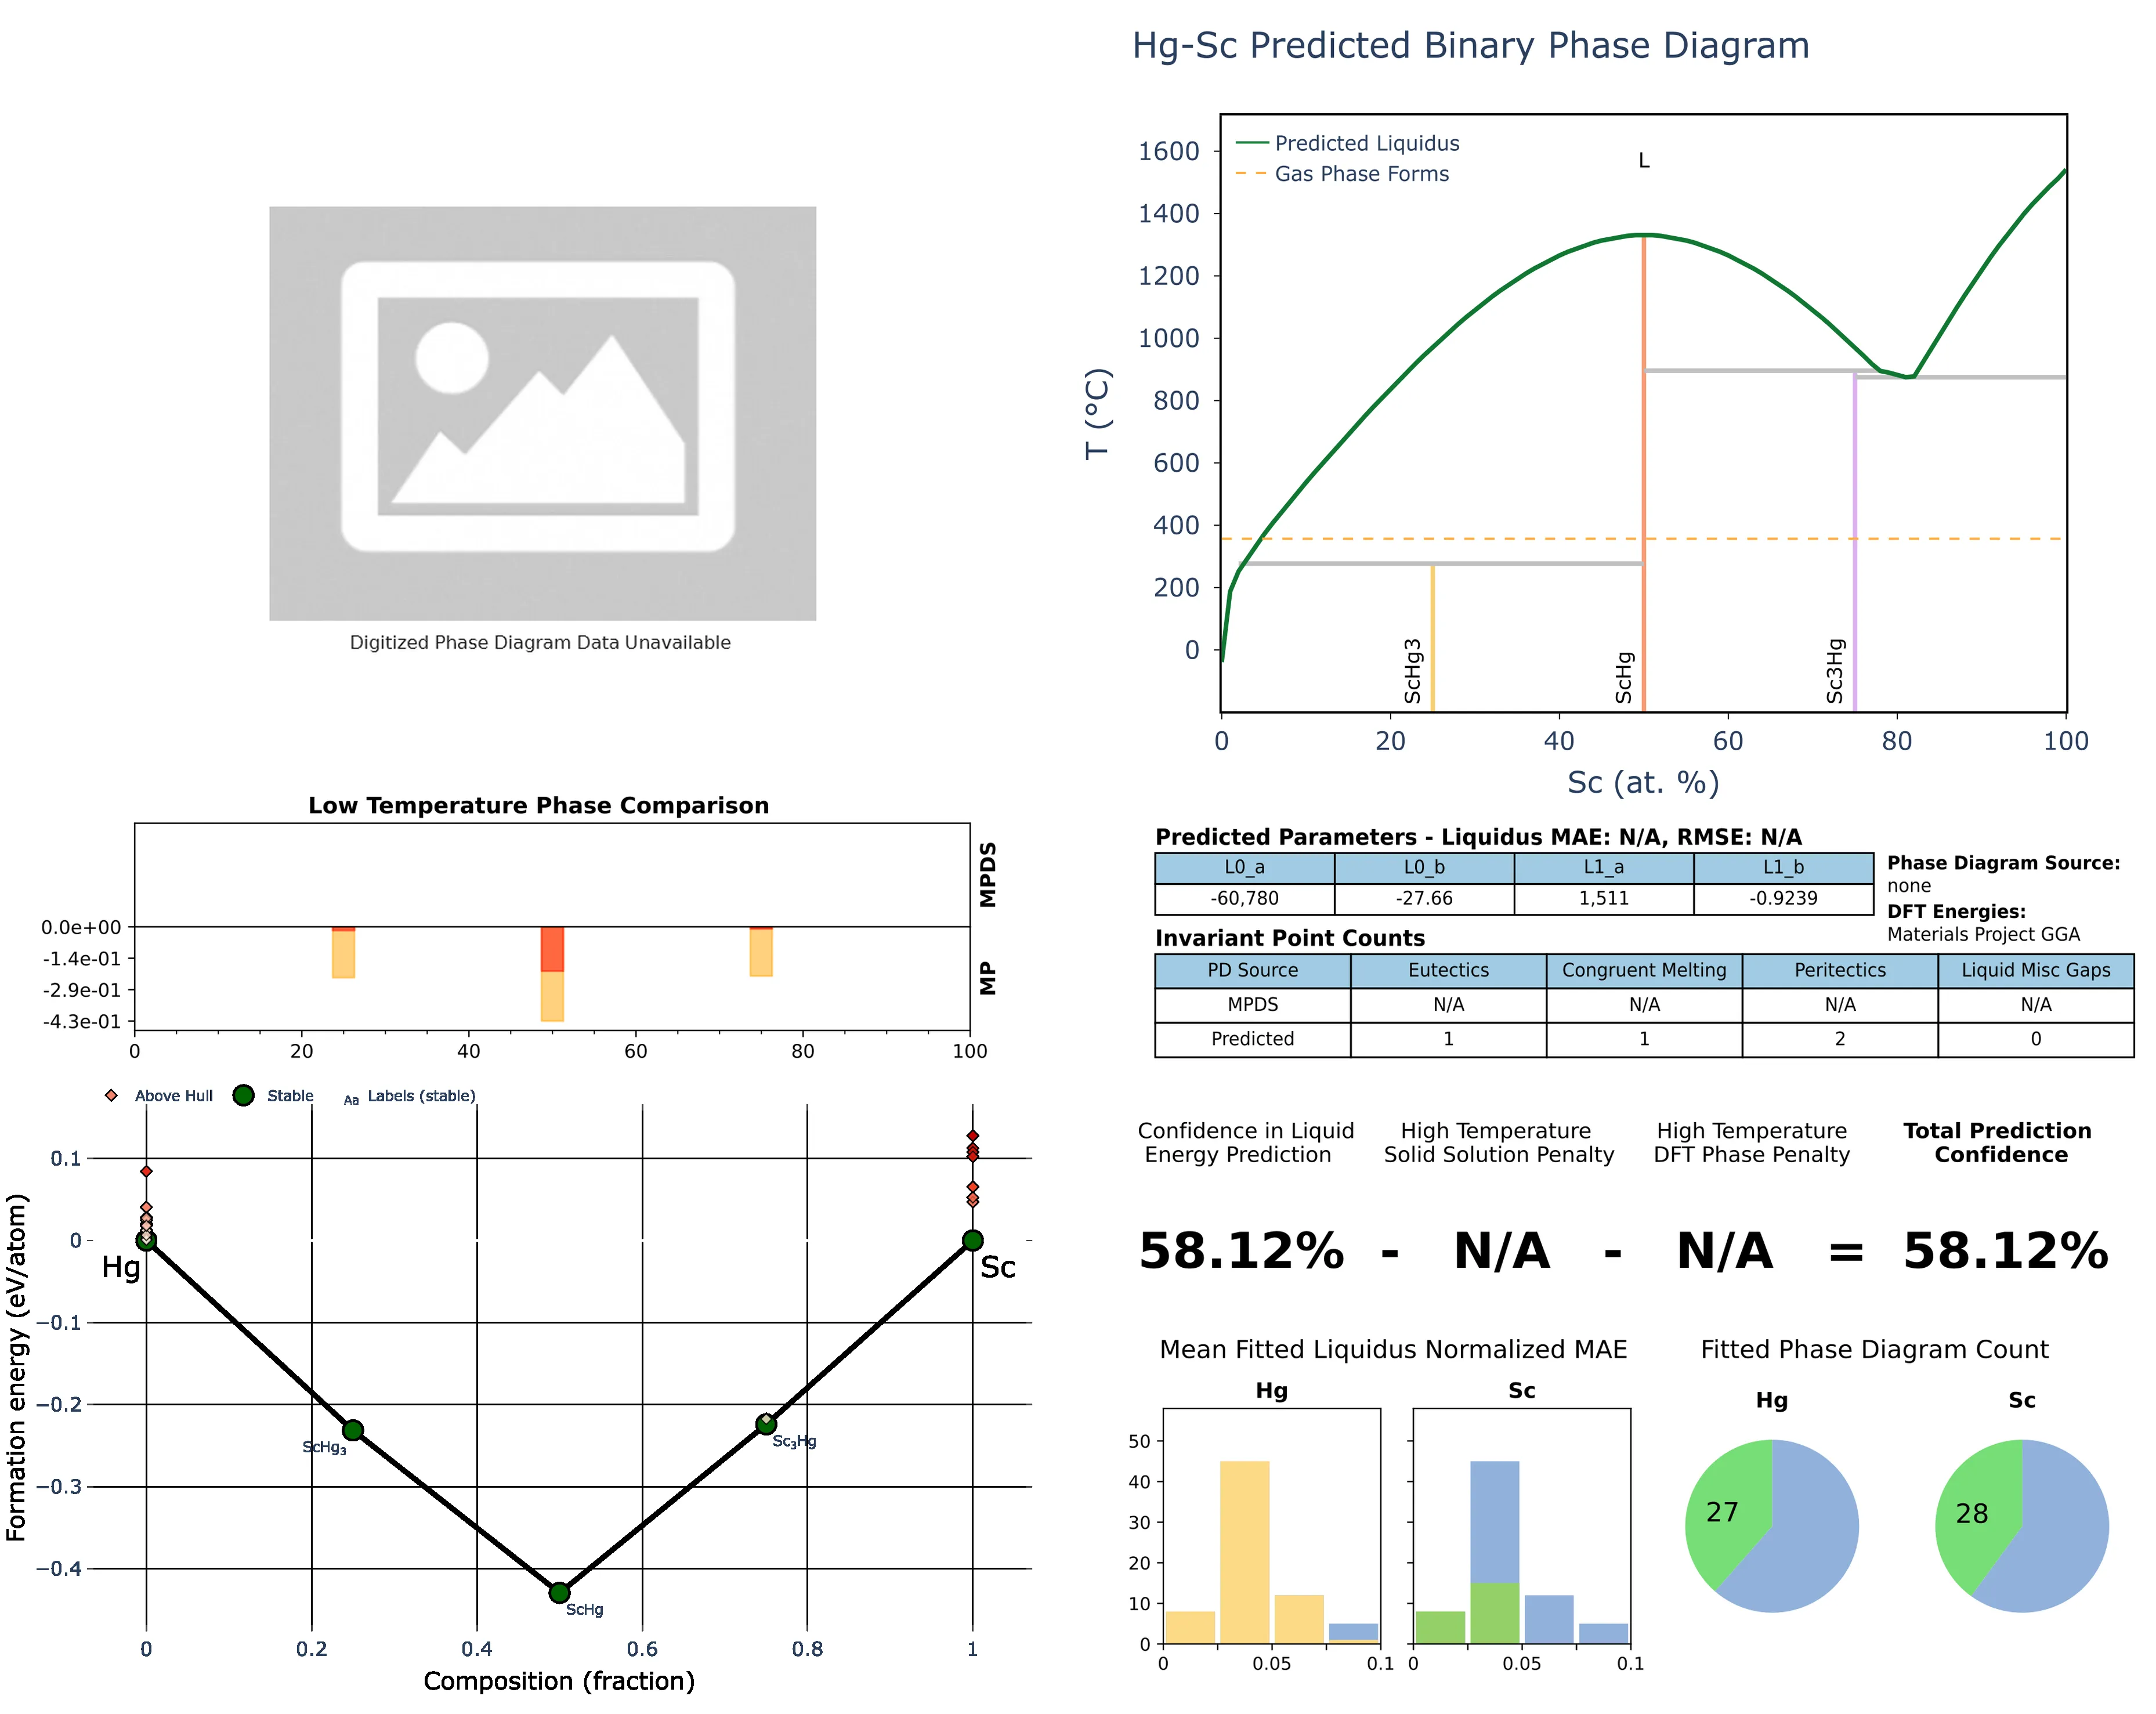 Hg-Sc Predicted Binary Phase Diagram
Predicted Liquidus
Gas Phase Forms
L
1600
1400
1200
1000
800
600
400
200
0
T (°C)
ScHg3
ScHg
Sc3Hg
0 20 40 60 80 100
Sc (at. %)
Digitized Phase Diagram Data Unavailable
Low Temperature Phase Comparison
MPDS
MP
0.0e+00
-1.4e-01
-2.9e-01
-4.3e-01
0 20 40 60 80 100
Predicted Parameters - Liquidus MAE: N/A, RMSE: N/A
L0_a L0_b L1_a L1_b
-60,780 -27.66 1,511 -0.9239
Phase Diagram Source:
none
DFT Energies:
Materials Project GGA
Invariant Point Counts
PD Source Eutectics Congruent Melting Peritectics Liquid Misc Gaps
MPDS N/A N/A N/A N/A
Predicted 1 1 2 0
Above Hull Stable Aa Labels (stable)
0.1
0
−0.1
−0.2
−0.3
−0.4
Formation energy (eV/atom)
Hg
Sc
ScHg3
Sc3Hg
ScHg
0 0.2 0.4 0.6 0.8 1
Composition (fraction)
Confidence in Liquid
Energy Prediction
High Temperature
Solid Solution Penalty
High Temperature
DFT Phase Penalty
Total Prediction
Confidence
58.12% - N/A - N/A = 58.12%
Mean Fitted Liquidus Normalized MAE
Hg
Sc
50
40
30
20
10
0
0 0.05 0.1
0 0.05 0.1
Fitted Phase Diagram Count
Hg
Sc
27
28